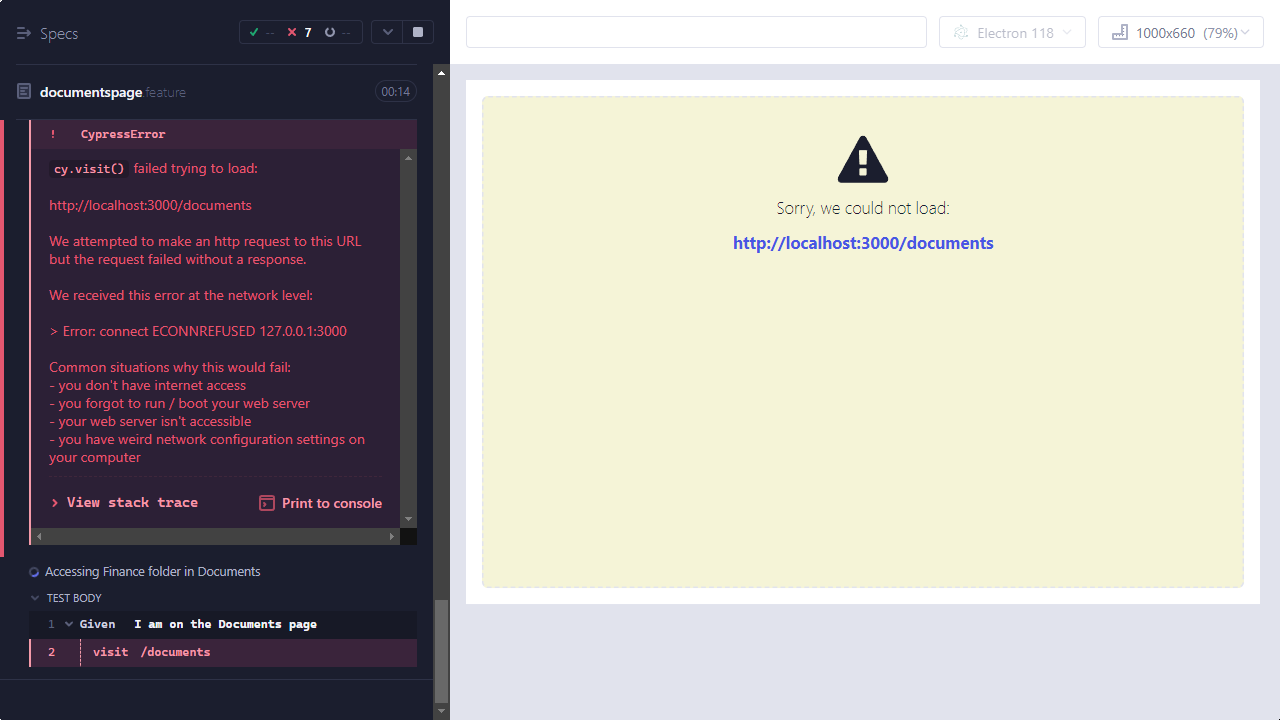 Specs
-- 7 --
documentspage feature 00:14
! CypressError
cy.visit() failed trying to load:
http://localhost:3000/documents
We attempted to make an http request to this URL
but the request failed without a response.
We received this error at the network level:
> Error: connect ECONNREFUSED 127.0.0.1:3000
Common situations why this would fail:
- you don't have internet access
- you forgot to run / boot your web server
- your web server isn't accessible
- you have weird network configuration settings on
your computer
> View stack trace Print to console
Accessing Finance folder in Documents
TEST BODY
1 Given I am on the Documents page
2 visit /documents
Electron 118 1000x660 (79%)
Sorry, we could not load:
http://localhost:3000/documents